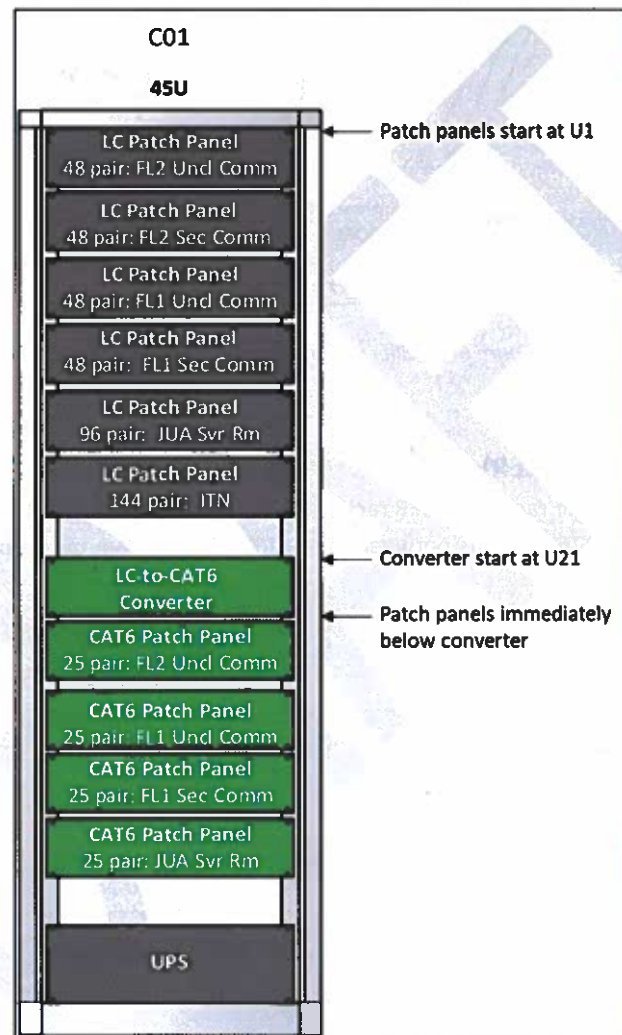 C01
45U
LC Patch Panel
48 pair: FL2 Uncl Comm
LC Patch Panel
48 pair: FL2 Sec Comm
LC Patch Panel
48 pair: FL1 Uncl Comm
LC Patch Panel
48 pair: FL1 Sec Comm
LC Patch Panel
96 pair: JUA Svr Rm
LC Patch Panel
144 pair: ITN
LC-to-CAT6
Converter
CAT6 Patch Panel
25 pair: FL2 Uncl Comm
CAT6 Patch Panel
25 pair: FL1 Uncl Comm
CAT6 Patch Panel
25 pair: FL1 Sec Comm
CAT6 Patch Panel
25 pair: JUA Svr Rm
UPS
Patch panels start at U1
Converter start at U21
Patch panels immediately
below converter